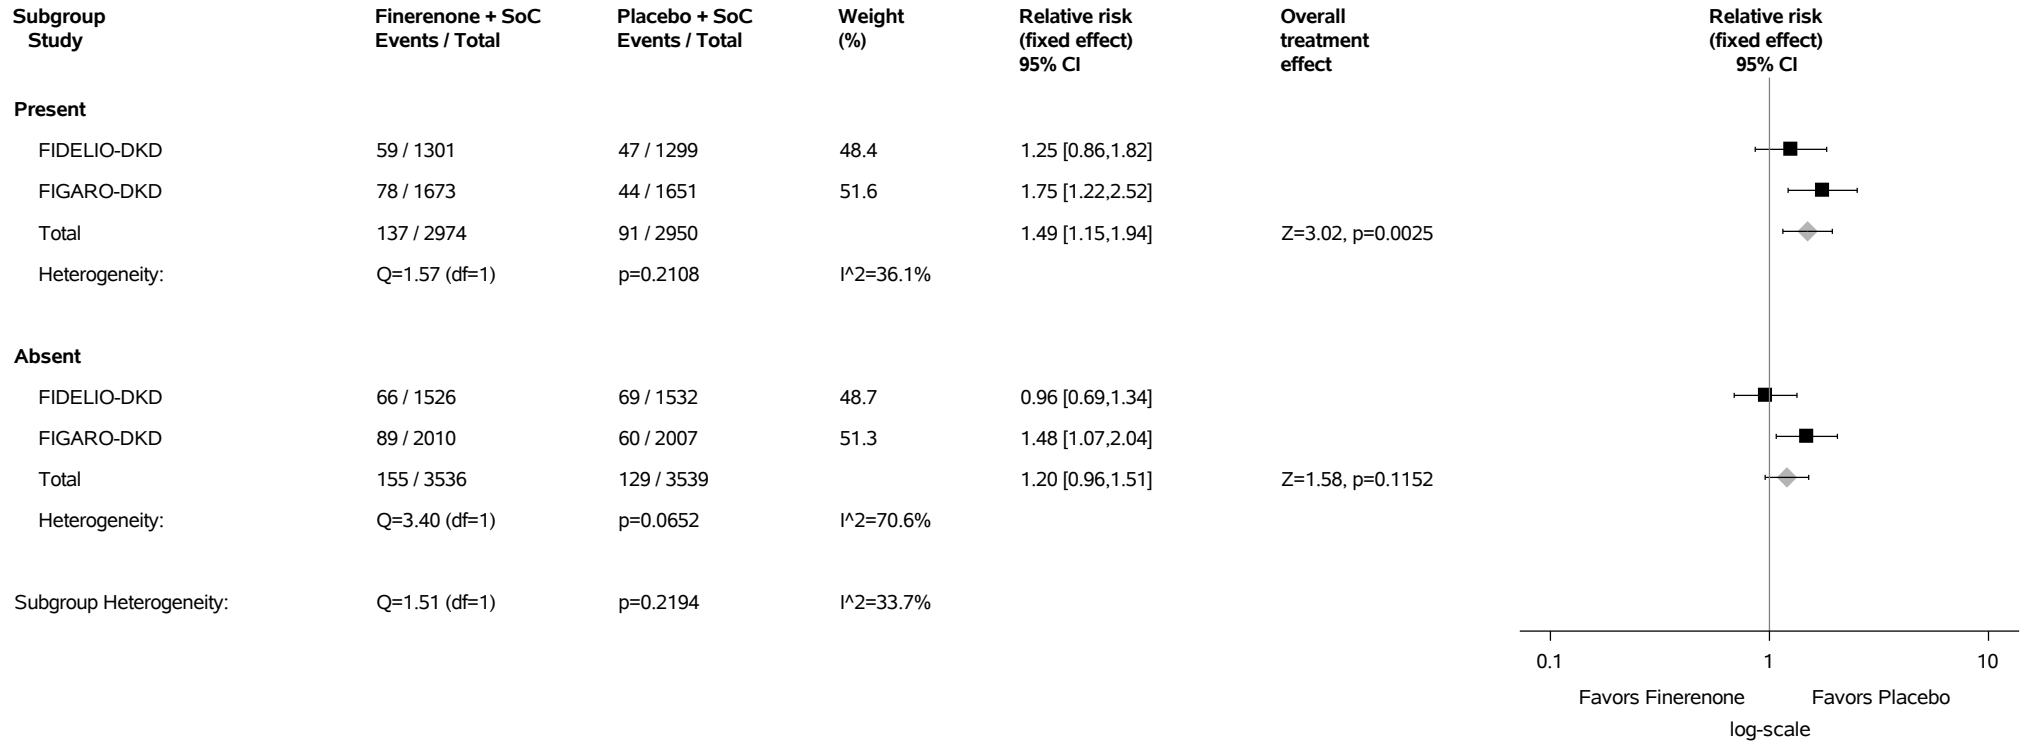 Subgroup Finerenone + SoC Placebo + SoC Weight Relative risk Overall Relative risk
Study Events / Total Events / Total (%) (fixed effect) treatment (fixed effect)
95% CI effect 95% CI
Present
FIDELIO-DKD 59 / 1301 47 / 1299 48.4 1.25 [0.86,1.82]
FIGARO-DKD 78 / 1673 44 / 1651 51.6 1.75 [1.22,2.52]
Total 137 / 2974 91 / 2950 1.49 [1.15,1.94] Z=3.02, p=0.0025
Heterogeneity: Q=1.57 (df=1) p=0.2108 I^2=36.1%
Absent
FIDELIO-DKD 66 / 1526 69 / 1532 48.7 0.96 [0.69,1.34]
FIGARO-DKD 89 / 2010 60 / 2007 51.3 1.48 [1.07,2.04]
Total 155 / 3536 129 / 3539 1.20 [0.96,1.51] Z=1.58, p=0.1152
Heterogeneity: Q=3.40 (df=1) p=0.0652 I^2=70.6%
Subgroup Heterogeneity: Q=1.51 (df=1) p=0.2194 I^2=33.7%
0.1 1 10
Favors Finerenone Favors Placebo
log-scale